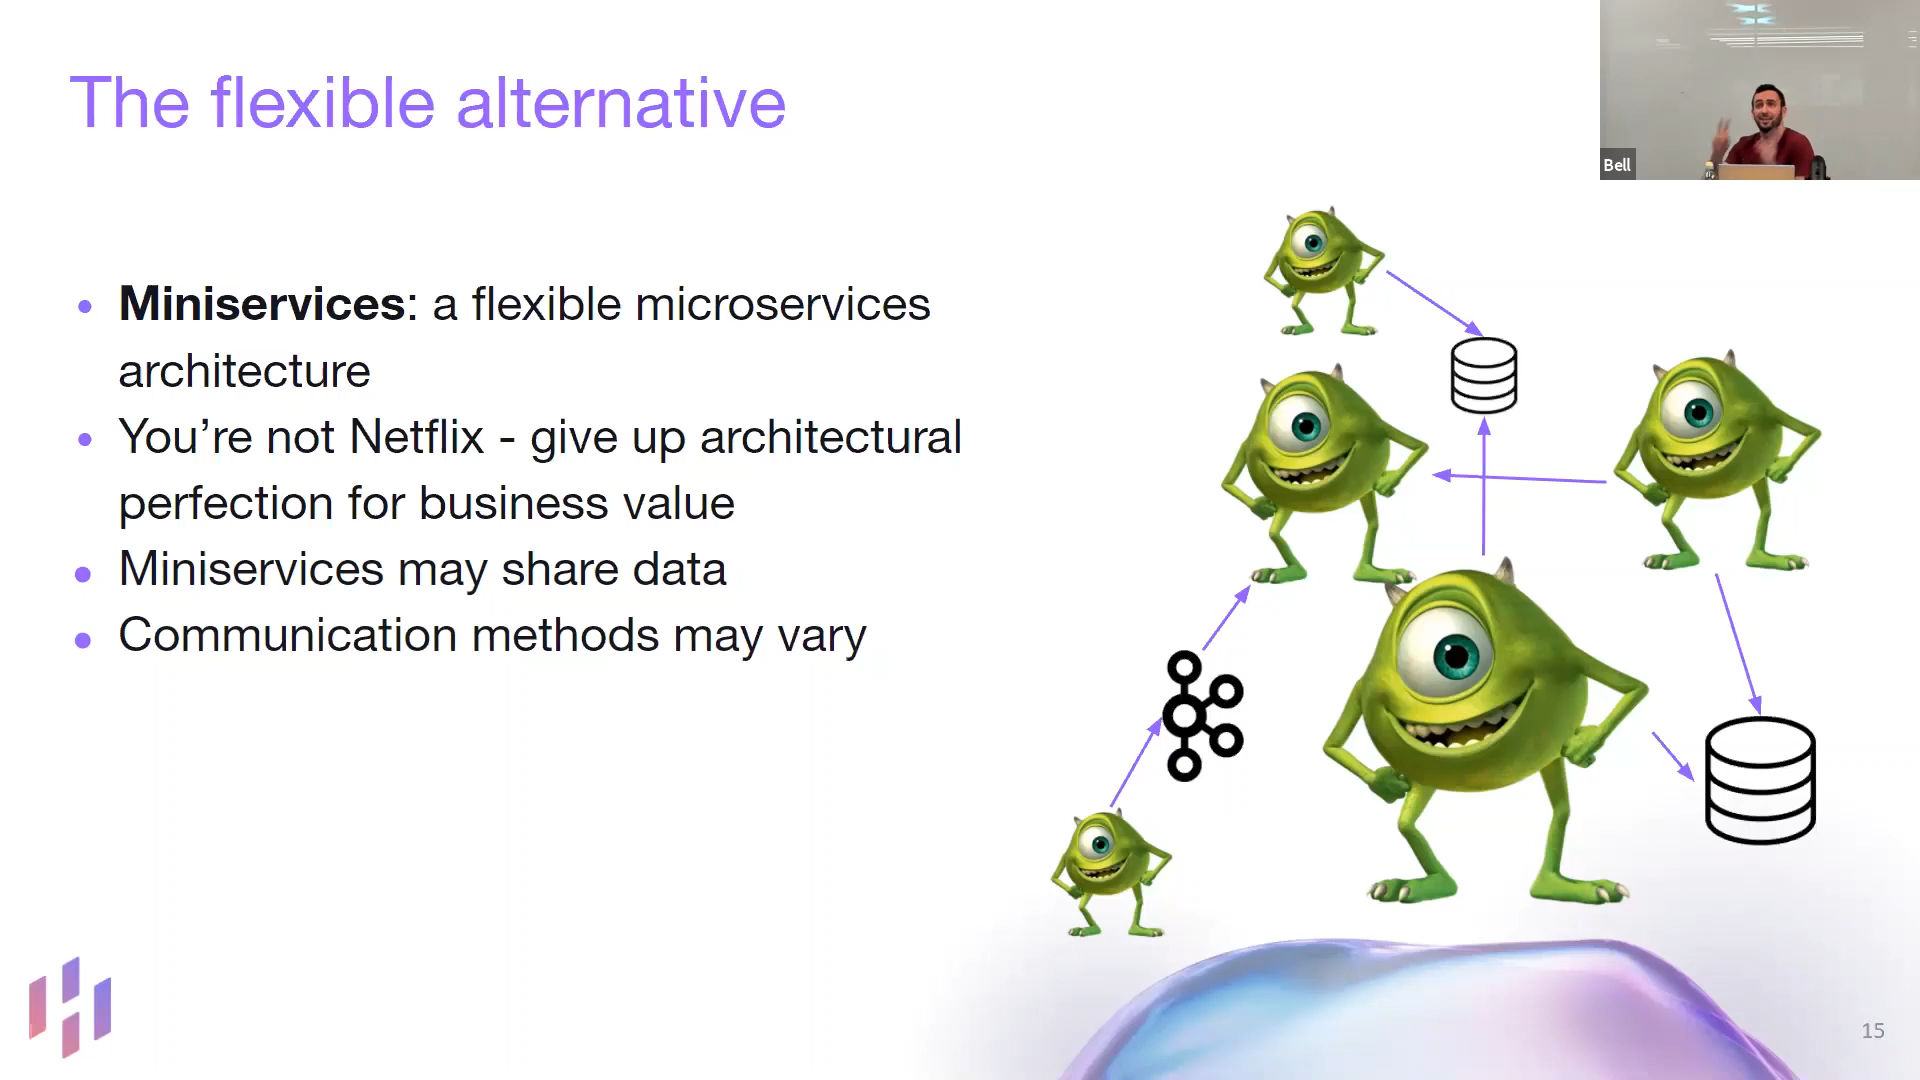 The flexible alternative
Bell
• Miniservices: a flexible microservices
architecture
• You’re not Netflix - give up architectural
perfection for business value
• Miniservices may share data
• Communication methods may vary
15